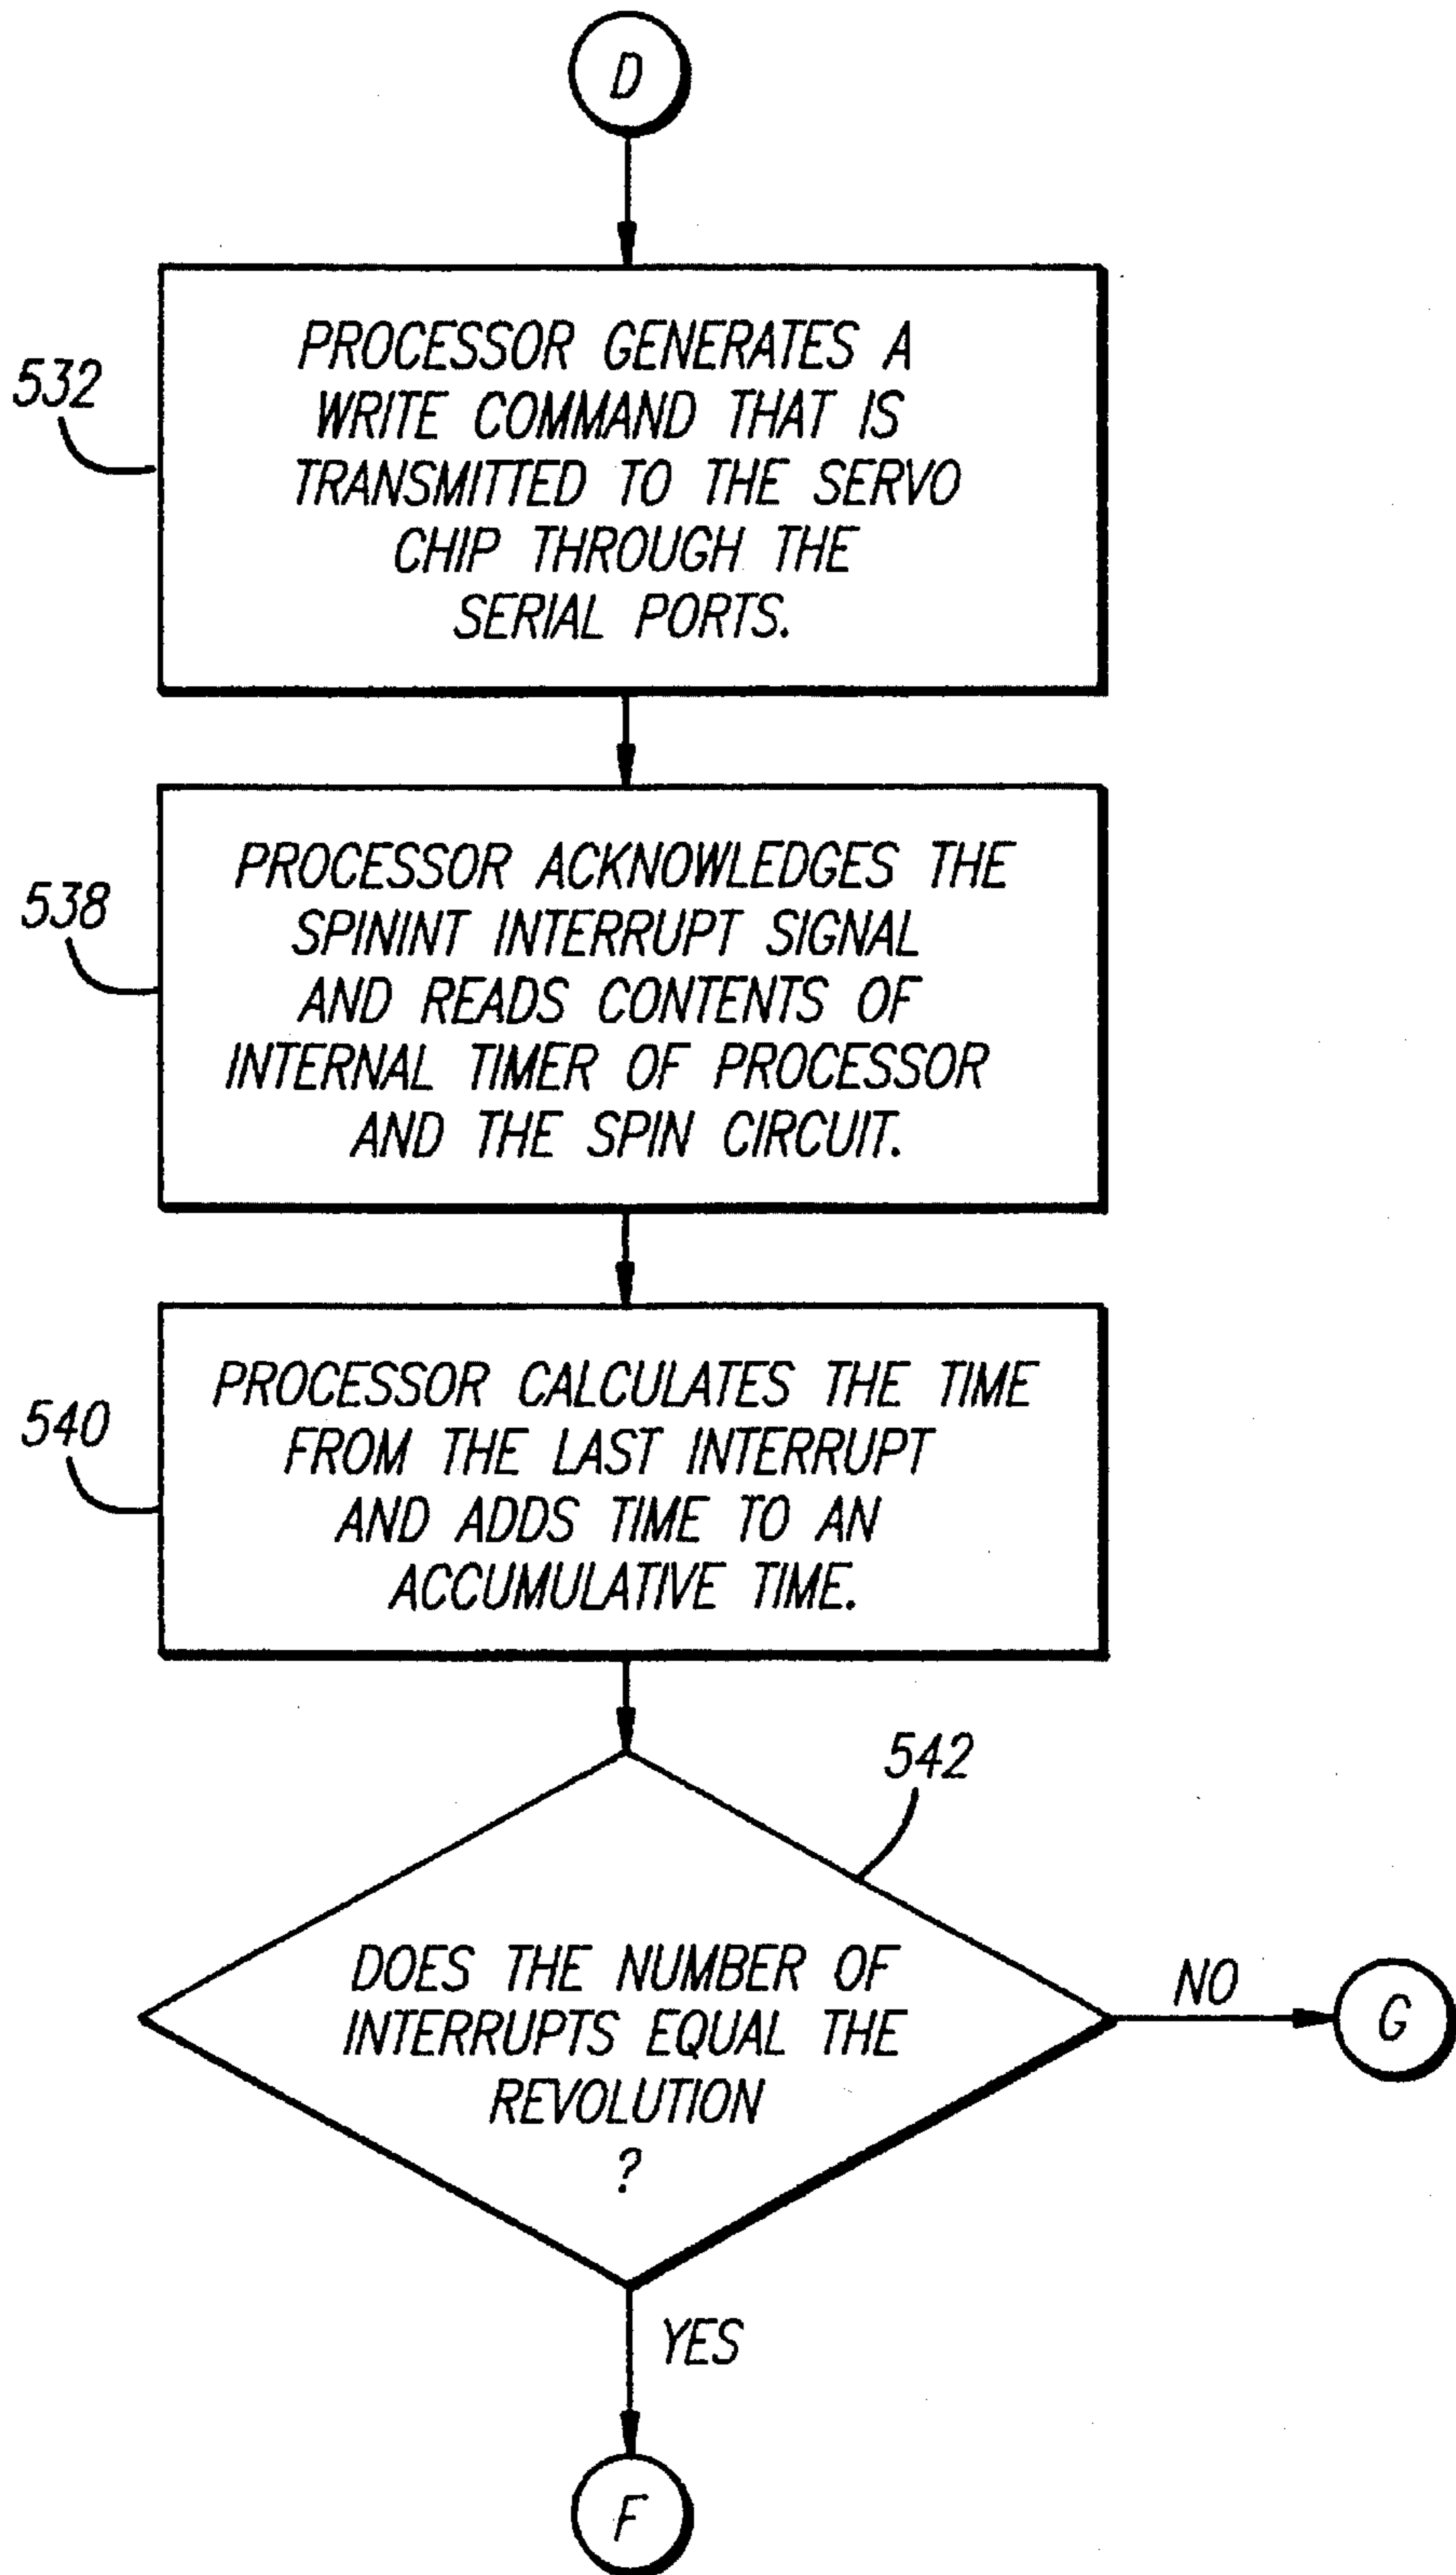 D
532
PROCESSOR GENERATES A
WRITE COMMAND THAT IS
TRANSMITTED TO THE SERVO
CHIP THROUGH THE
SERIAL PORTS.
538
PROCESSOR ACKNOWLEDGES THE
SPININT INTERRUPT SIGNAL
AND READS CONTENTS OF
INTERNAL TIMER OF PROCESSOR
AND THE SPIN CIRCUIT.
540
PROCESSOR CALCULATES THE TIME
FROM THE LAST INTERRUPT
AND ADDS TIME TO AN
ACCUMULATIVE TIME.
542
DOES THE NUMBER OF
INTERRUPTS EQUAL THE
REVOLUTION
?
NO
G
YES
F